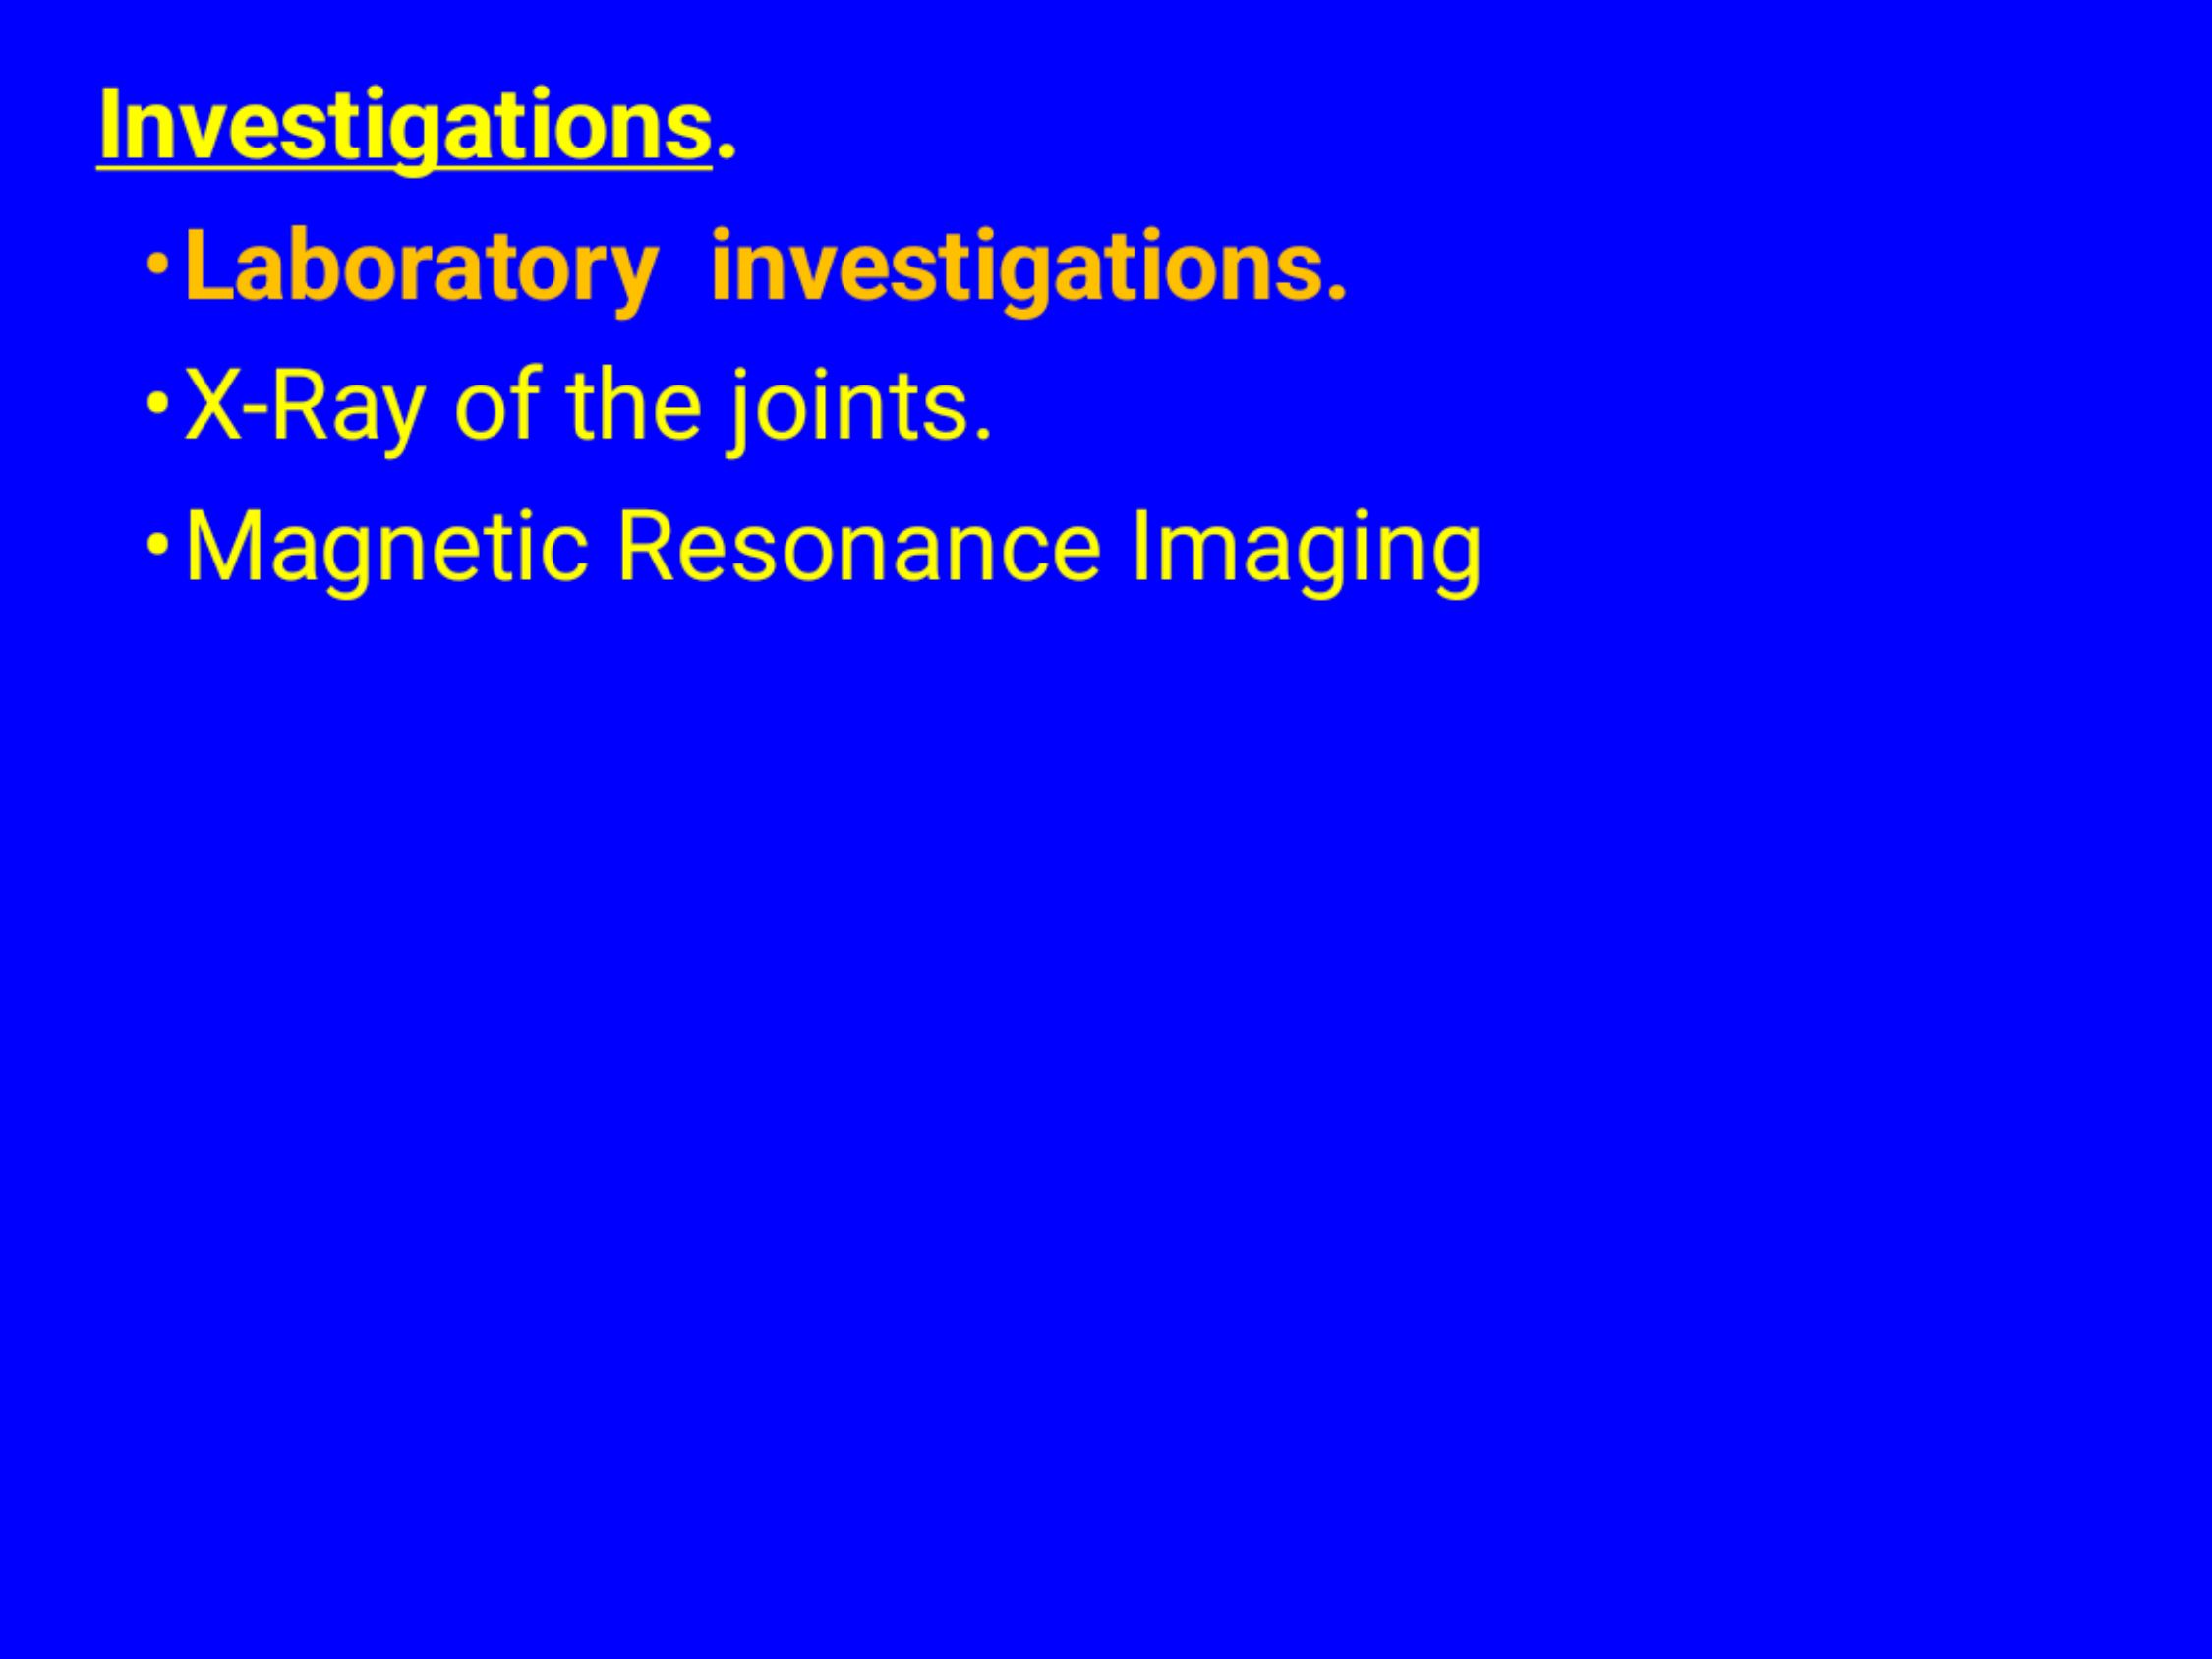 Investigations.
• Laboratory  investigations.
• X-Ray of the joints.
• Magnetic Resonance Imaging